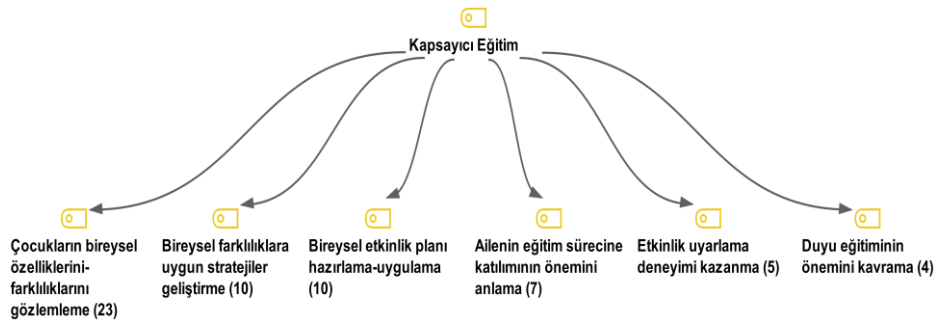 Kapsayıcı Eğitim
Çocukların bireysel
özelliklerini-
farklılıklarını
gözlemleme (23)
Bireysel farklılıklara
uygun stratejiler
geliştirme (10)
Bireysel etkinlik planı
hazırlama-uygulama
(10)
Ailenin eğitim sürecine
katılımının önemini
anlama (7)
Etkinlik uyarlama
deneyimi kazanma (5)
Duyu eğitiminin
önemini kavrama (4)